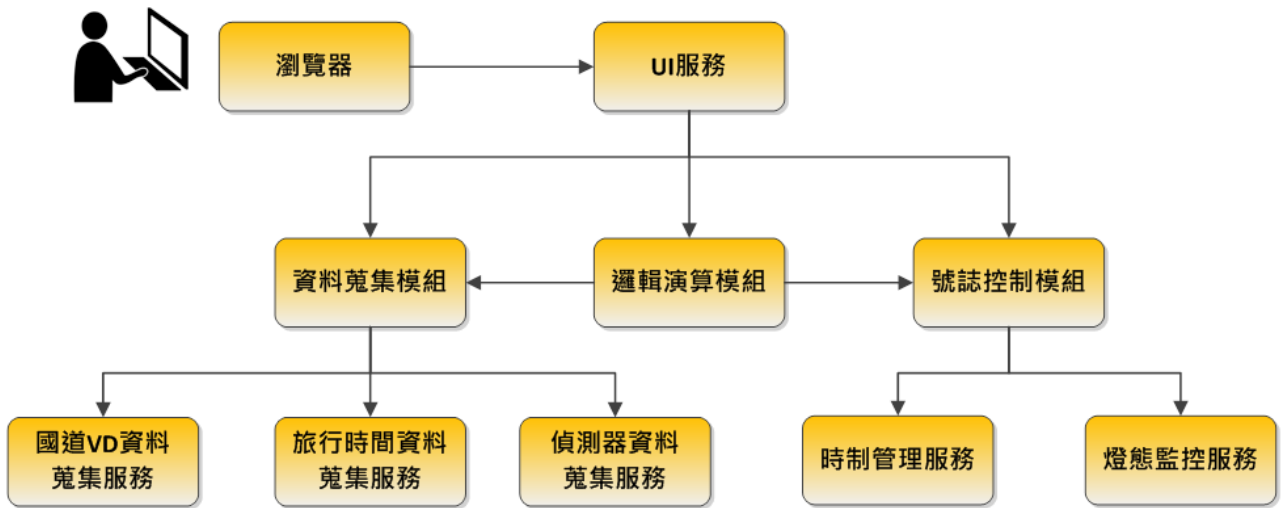 瀏覽器
UI服務
資料蒐集模組
邏輯演算模組
號誌控制模組
國道VD資料
蒐集服務
旅行時間資料
蒐集服務
偵測器資料
蒐集服務
時制管理服務
燈態監控服務